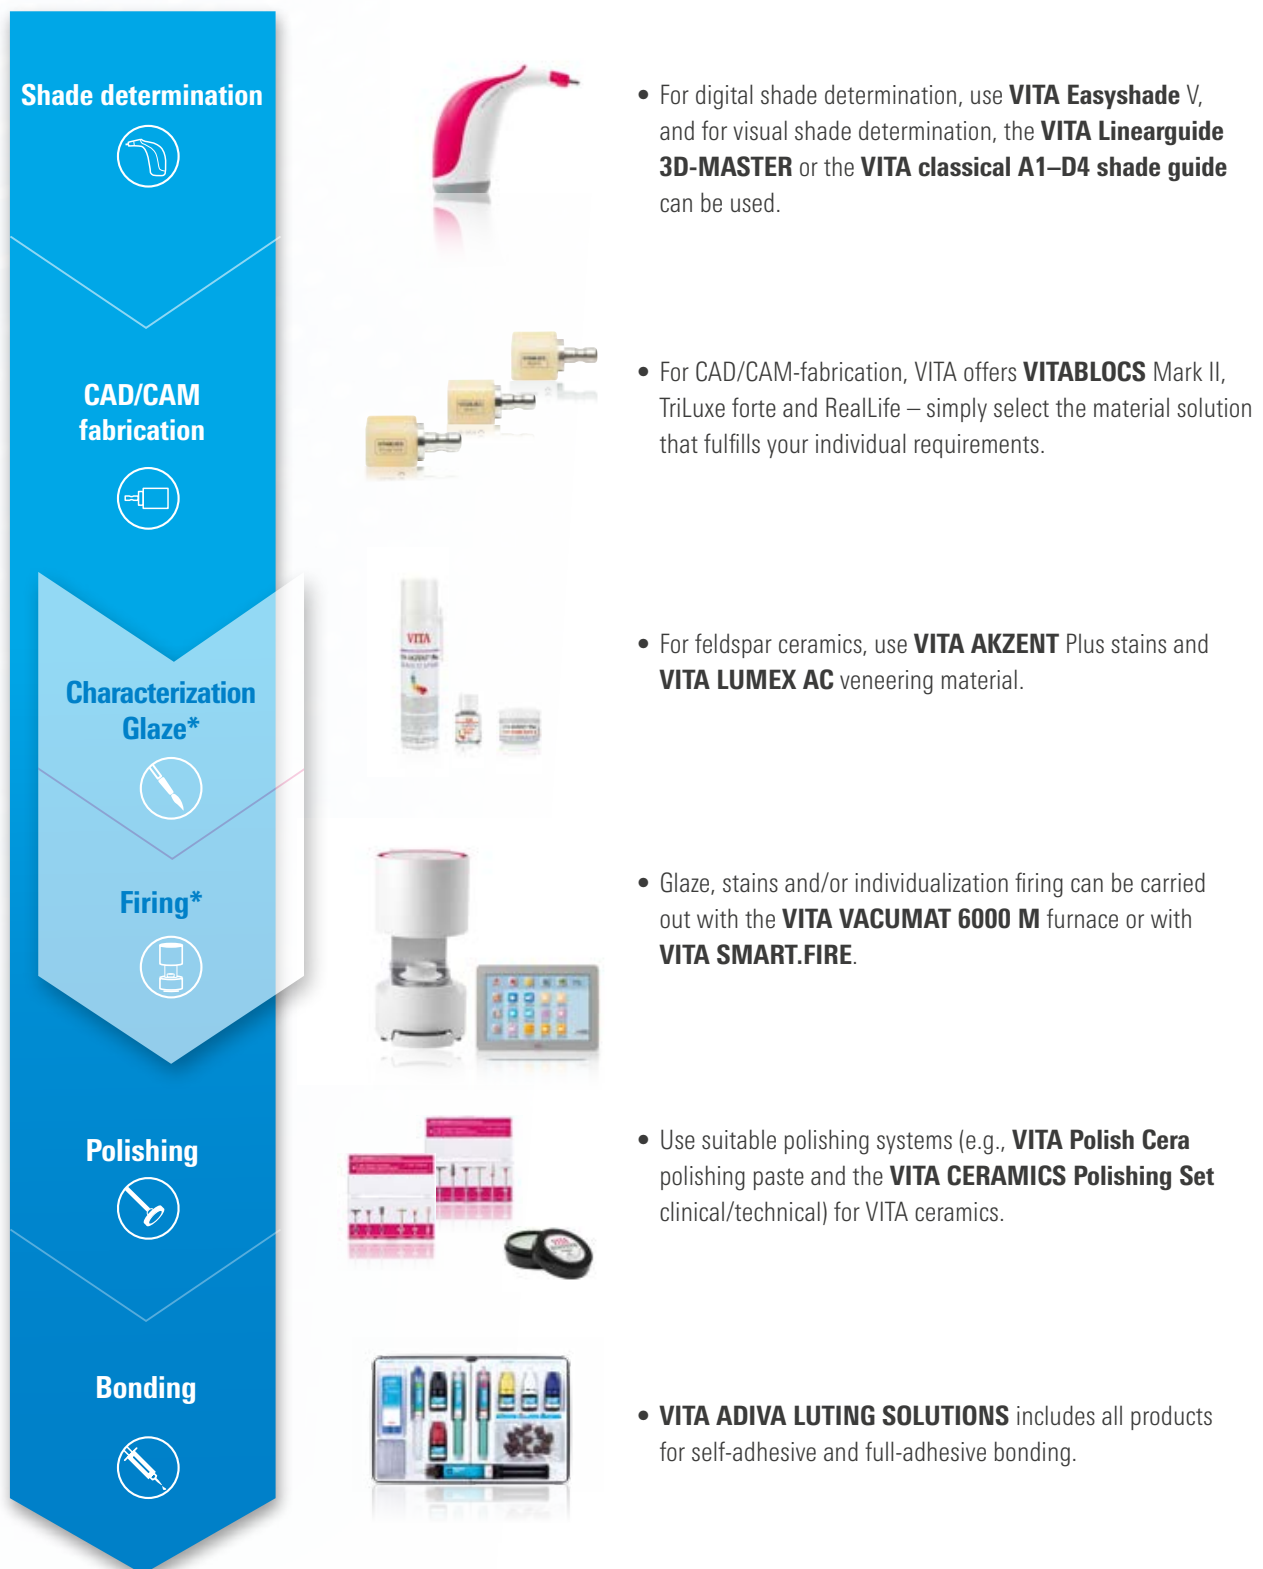 Shade determination
• For digital shade determination, use VITA Easyshade V,
and for visual shade determination, the VITA Linearguide
3D-MASTER or the VITA classical A1–D4 shade guide
can be used.
CAD/CAM
fabrication
• For CAD/CAM-fabrication, VITA offers VITABLOCS Mark II,
TriLuxe forte and RealLife – simply select the material solution
that fulfills your individual requirements.
Characterization
Glaze*
VITA
• For feldspar ceramics, use VITA AKZENT Plus stains and
VITA LUMEX AC veneering material.
Firing*
• Glaze, stains and/or individualization firing can be carried
out with the VITA VACUMAT 6000 M furnace or with
VITA SMART.FIRE.
Polishing
VITA
• Use suitable polishing systems (e.g., VITA Polish Cera
polishing paste and the VITA CERAMICS Polishing Set
clinical/technical) for VITA ceramics.
Bonding
• VITA ADIVA LUTING SOLUTIONS includes all products
for self-adhesive and full-adhesive bonding.